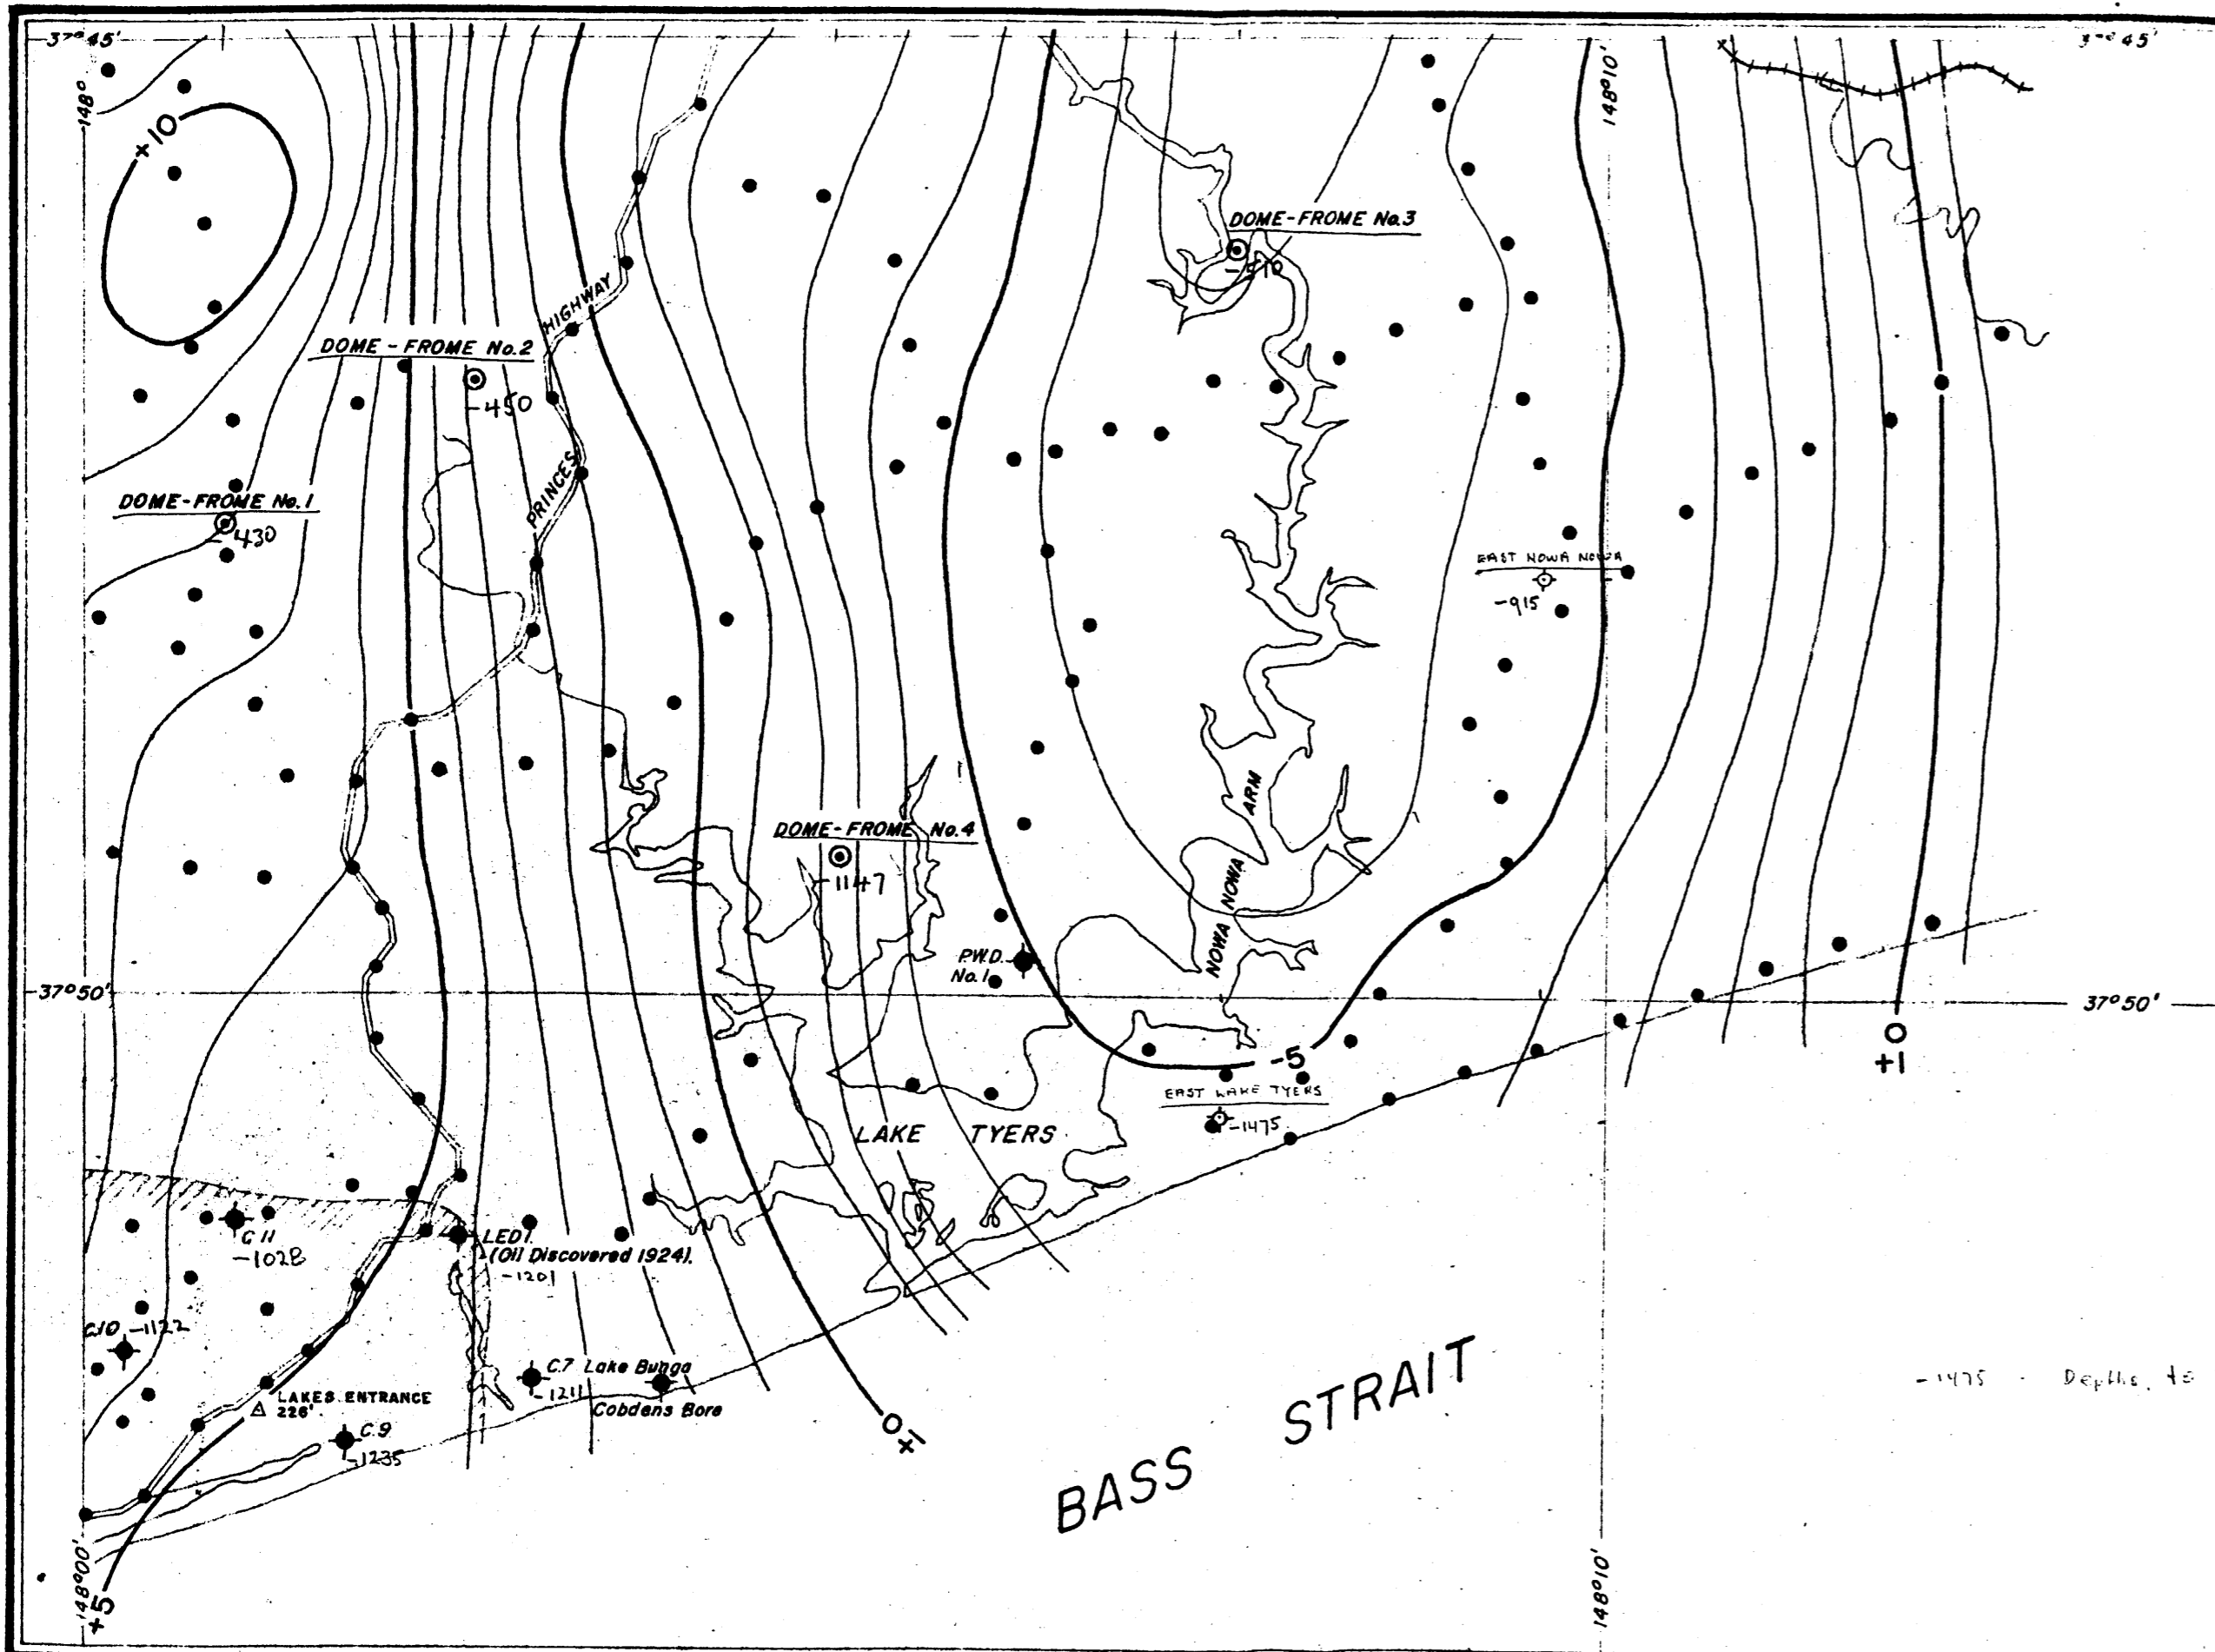 37°45'
148°
148°10'
45'
+10
DOME-FROME No.3
HIGHWAY
DOME - FROME No.2
-450
PRINCES
DOME-FROME No.1
-430
EAST NOWA NOWA
-915
DOME-FROME No.4
-1147
NOWA NOWA ARM
P.W.D.
No.1
37°50'
37°50'
-5
0
+1
EAST LAKE TYERS
-1475
LAKE TYERS
C 11
-1028
LED1.
(Oil Discovered 1924).
-1201
C10 -1122
C.7 Lake Bunga
-1211
Cobdens Bore
LAKES ENTRANCE
226'
C.9
-1235
0
+1
BASS STRAIT
-1475 Depths. to
148°00'
+5
148°10'